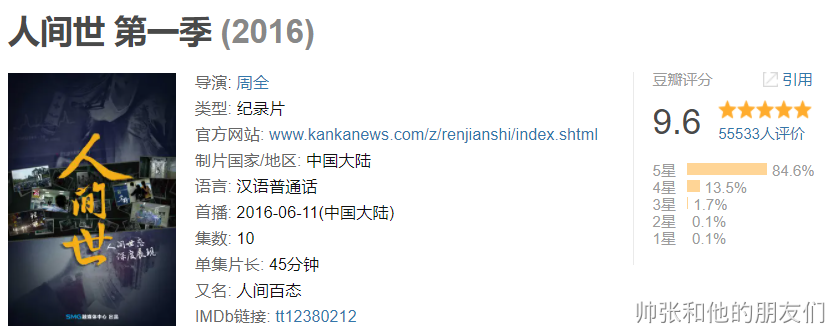 人间世 第一季 (2016)
人间世
人间世态
深度表现
SMG 融媒体中心 出品
导演: 周全
类型: 纪录片
官方网站: www.kankanews.com/z/renjianshi/index.shtml
制片国家/地区: 中国大陆
语言: 汉语普通话
首播: 2016-06-11(中国大陆)
集数: 10
单集片长: 45分钟
又名: 人间百态
IMDb链接: tt12380212
豆瓣评分 引用
9.6
55533人评价
5星 84.6%
4星 13.5%
3星 1.7%
2星 0.1%
1星 0.1%
帅张和他的朋友们